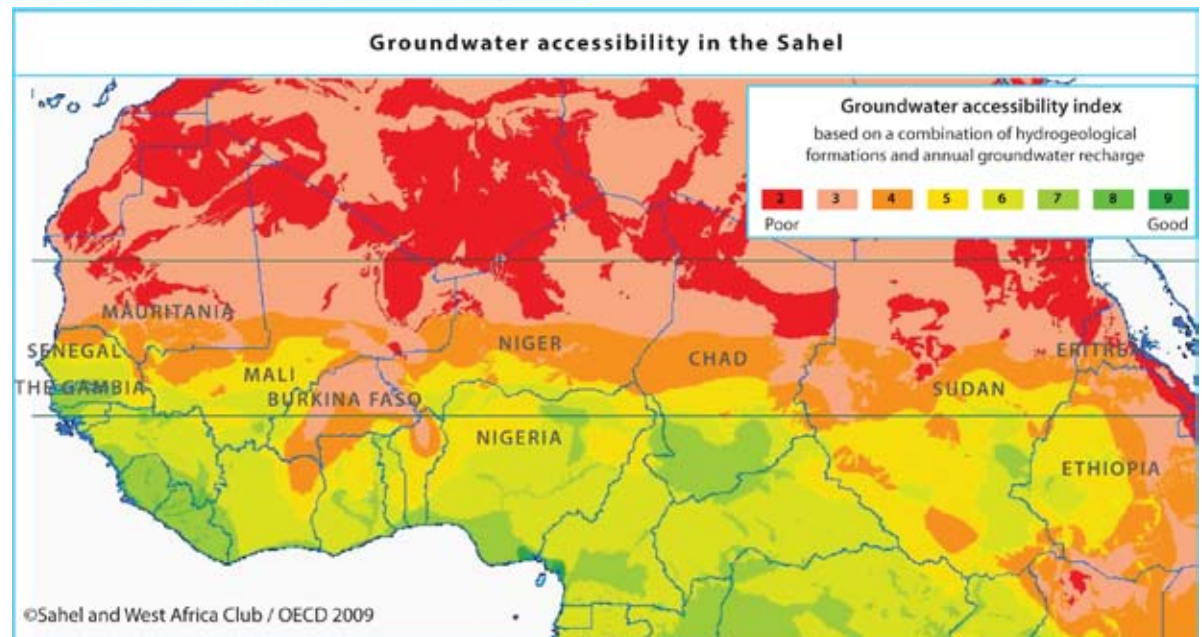 Groundwater accessibility in the Sahel
Groundwater accessibility index
based on a combination of hydrogeological
formations and annual groundwater recharge
2 3 4 5 6 7 8 9
Poor Good
MAURITANIA
SENEGAL
NIGER
CHAD
ERITREA
THE GAMBIA
MALI
SUDAN
BURKINA FASO
NIGERIA
ETHIOPIA
©Sahel and West Africa Club / OECD 2009